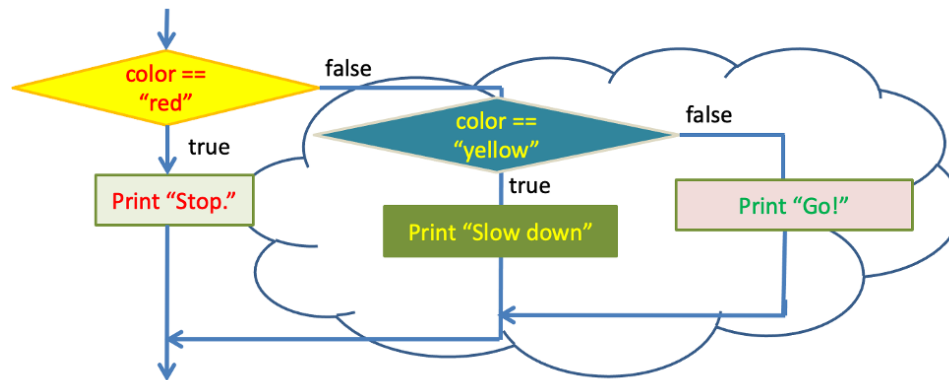 color ==
“red”
false
true
Print “Stop.”
color ==
“yellow”
false
true
Print “Slow down”
Print “Go!”